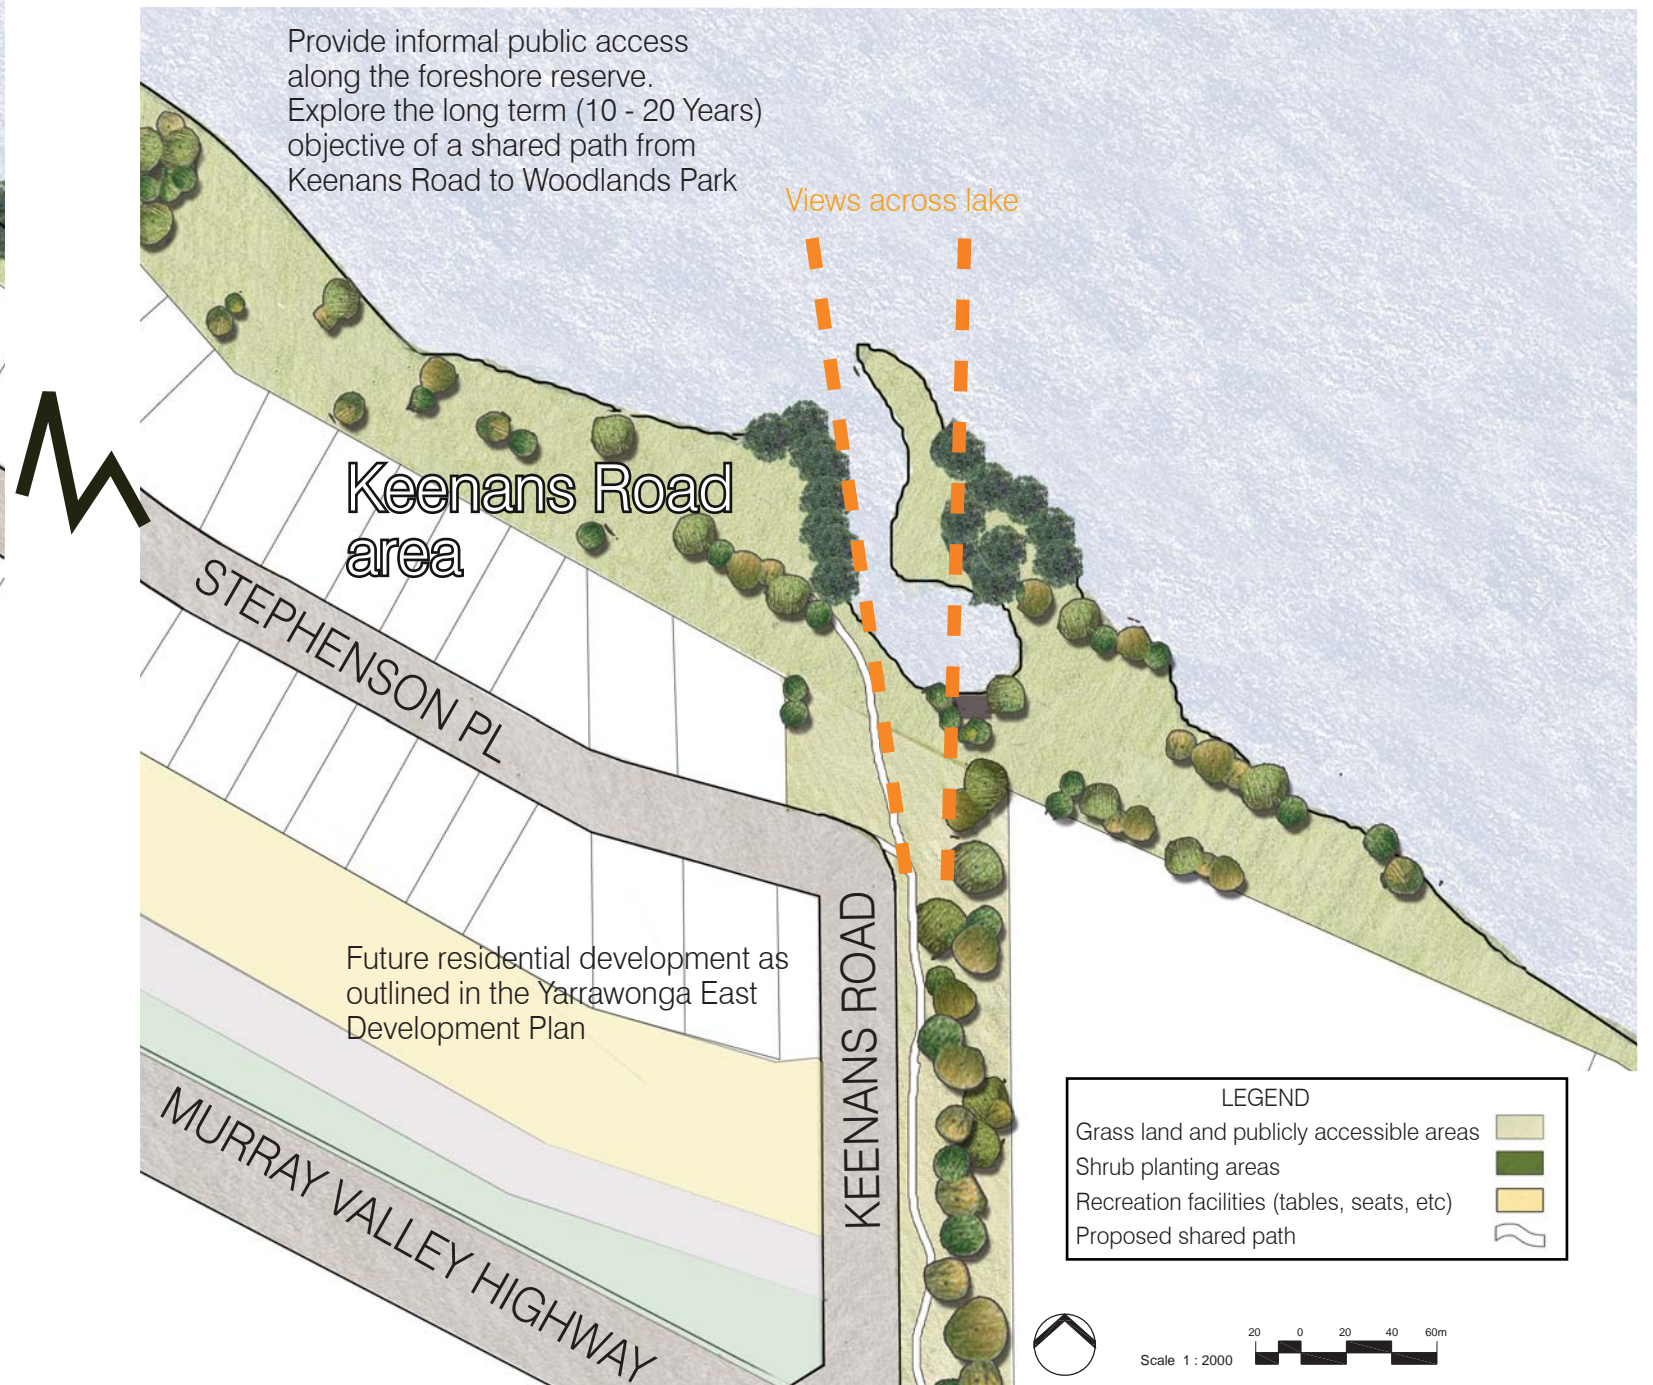 Provide informal public access
along the foreshore reserve.
Explore the long term (10 - 20 Years)
objective of a shared path from
Keenans Road to Woodlands Park
Views across lake
Keenans Road
area
STEPHENSON PL
Future residential development as
outlined in the Yarrawonga East
Development Plan
KEENANS ROAD
MURRAY VALLEY HIGHWAY
LEGEND
Grass land and publicly accessible areas
Shrub planting areas
Recreation facilities (tables, seats, etc)
Proposed shared path
Scale 1 : 2000
20 0 20 40 60m